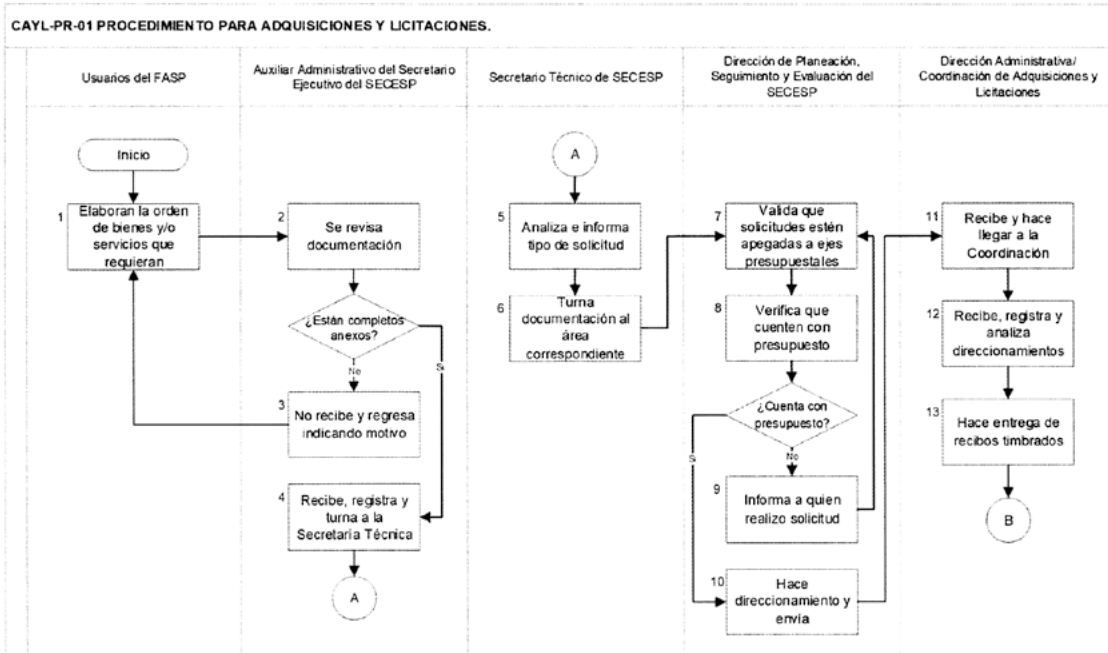 CAYL-PR-01 PROCEDIMIENTO PARA ADQUISICIONES Y LICITACIONES.
Usuarios del FASP
Auxiliar Administrativo del Secretario
Ejecutivo del SECESP
Secretario Técnico de SECESP
Dirección de Planeación,
Seguimiento y Evaluación del
SECESP
Dirección Administrativa/
Coordinación de Adquisiciones y
Licitaciones
Inicio
1
Elaboran la orden
de bienes y/o
servicios que
requieran
2
Se revisa
documentación
¿Están completos
anexos?
No
Si
3
No recibe y regresa
indicando motivo
4
Recibe, registra y
turna a la
Secretaría Técnica
A
A
5
Analiza e informa
tipo de solicitud
6
Turna
documentación al
área
correspondiente
7
Valida que
solicitudes estén
apegadas a ejes
presupuestales
8
Verifica que
cuenten con
presupuesto
¿Cuenta con
presupuesto?
No
Si
9
Informa a quien
realizo solicitud
10
Hace
direccionamiento y
envía
11
Recibe y hace
llegar a la
Coordinación
12
Recibe, registra y
analiza
direccionamientos
13
Hace entrega de
recibos timbrados
B